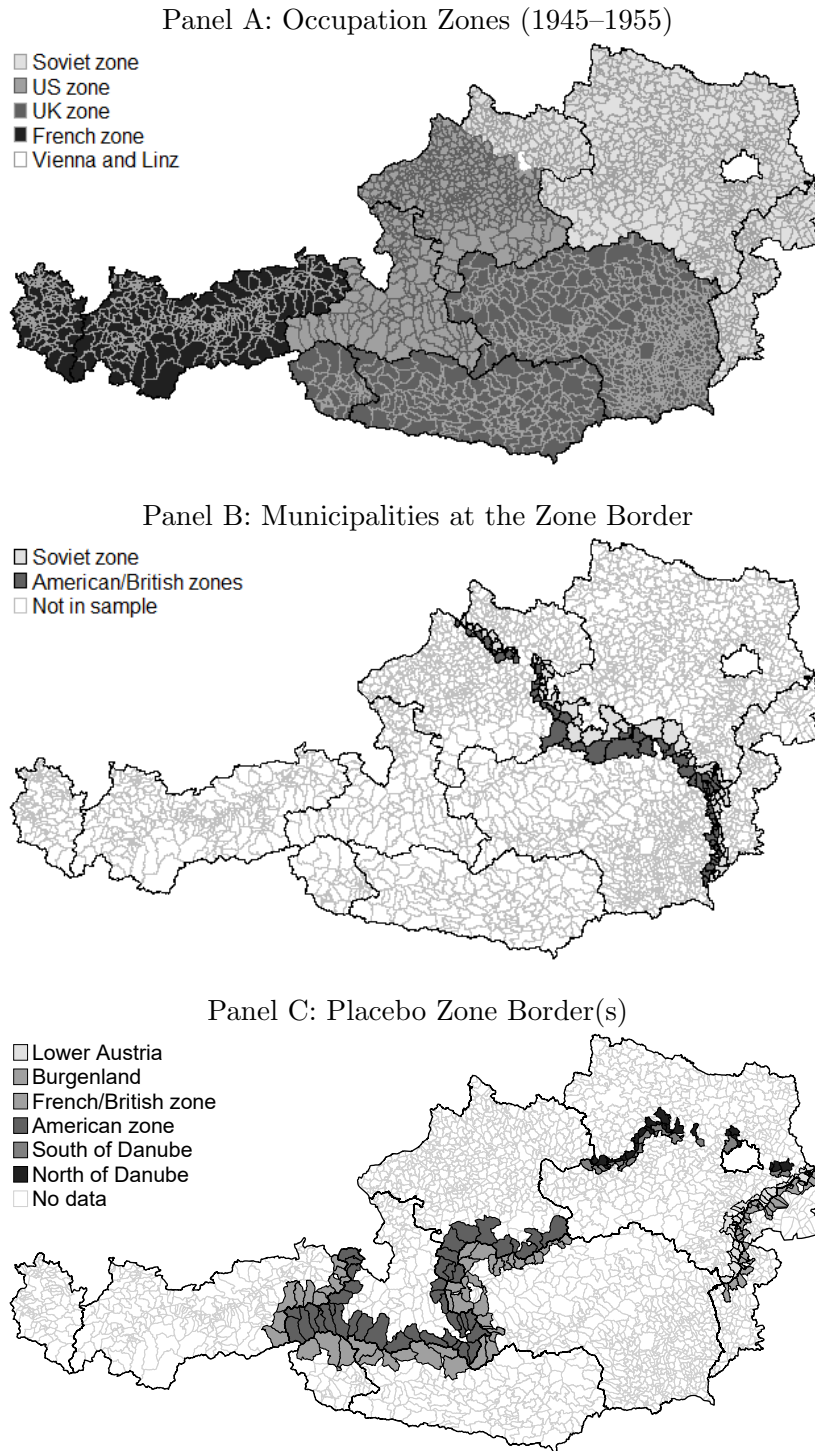 Panel A: Occupation Zones (1945–1955)
Soviet zone
US zone
UK zone
French zone
Vienna and Linz
Panel B: Municipalities at the Zone Border
Soviet zone
American/British zones
Not in sample
Panel C: Placebo Zone Border(s)
Lower Austria
Burgenland
French/British zone
American zone
South of Danube
North of Danube
No data